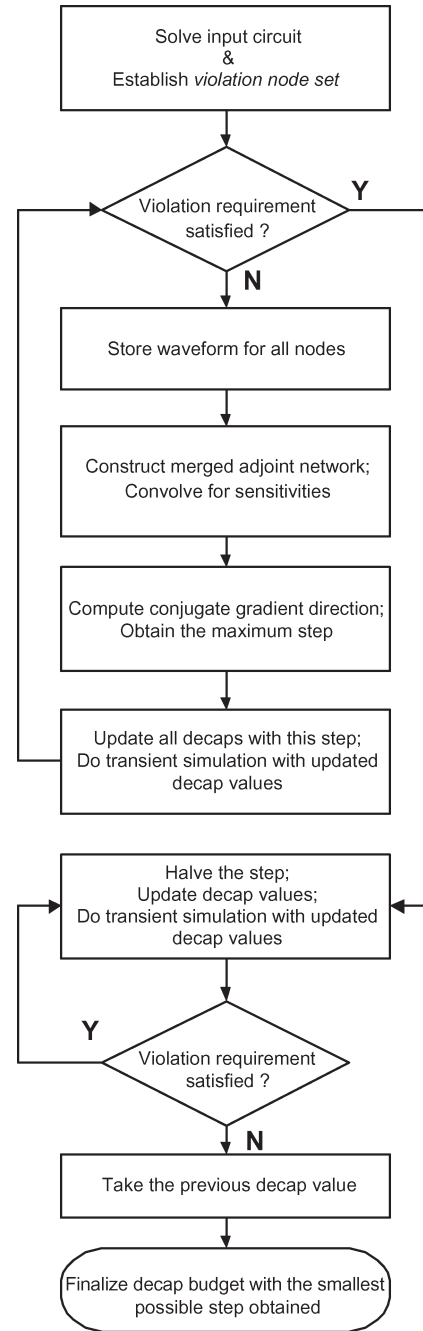 Solve input circuit
&
Establish violation node set
Violation requirement
satisfied ?
Y
N
Store waveform for all nodes
Construct merged adjoint network;
Convolve for sensitivities
Compute conjugate gradient direction;
Obtain the maximum step
Update all decaps with this step;
Do transient simulation with updated
decap values
Halve the step;
Update decap values;
Do transient simulation with updated
decap values
Y
Violation requirement
satisfied ?
N
Take the previous decap value
Finalize decap budget with the smallest
possible step obtained